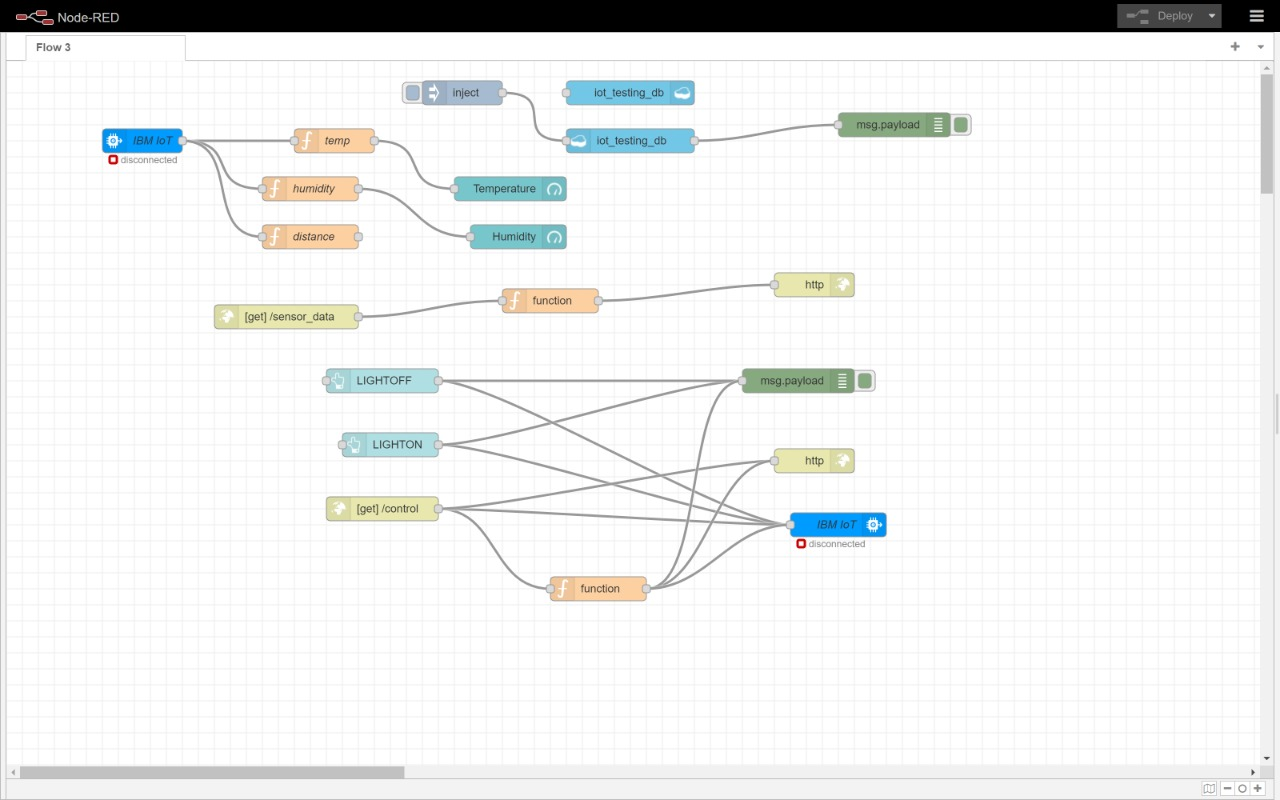 Node-RED
Deploy
Flow 3
inject
iot_testing_db
msg.payload
IBM IoT
temp
iot_testing_db
disconnected
humidity
Temperature
distance
Humidity
http
function
[get] /sensor_data
LIGHTOFF
msg.payload
LIGHTON
http
[get] /control
IBM IoT
disconnected
function